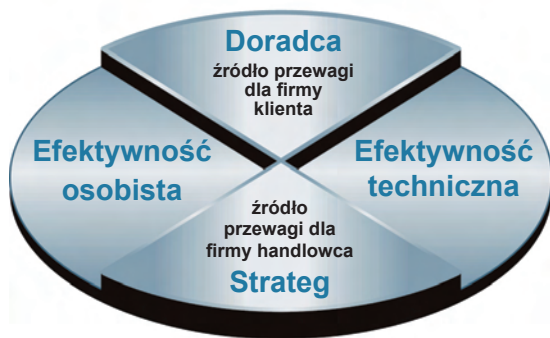 Doradca
źródło przewagi
dla firmy
klienta
Efektywność
osobista
Efektywność
techniczna
źródło
przewagi dla
firmy handlowca
Strateg